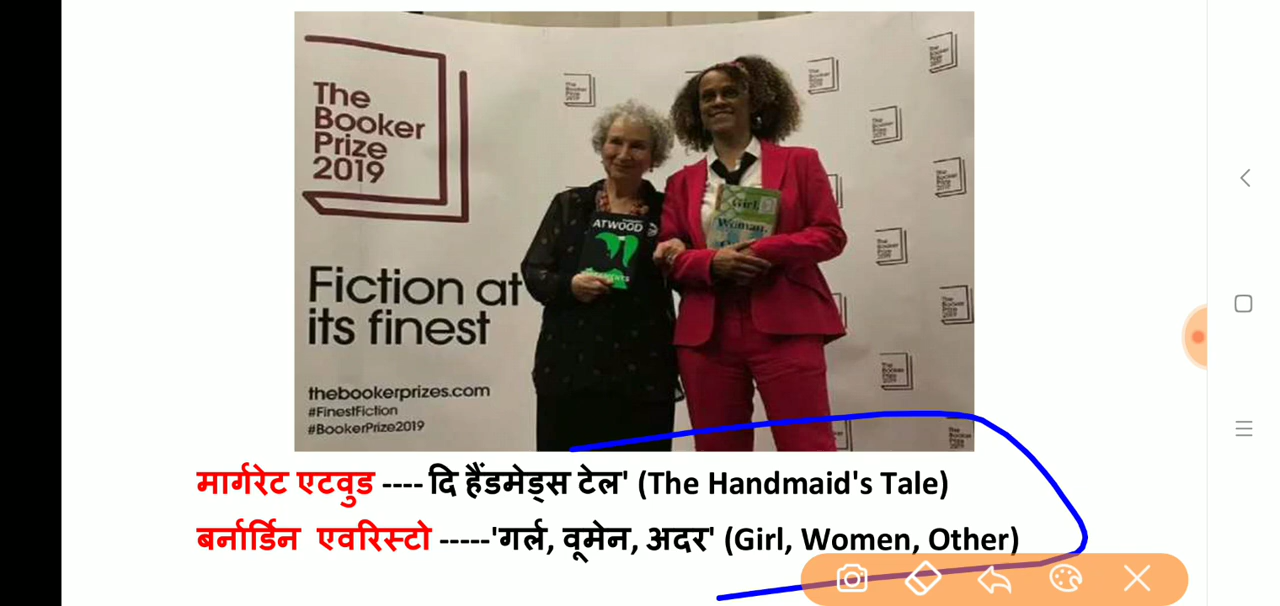 The
Booker
Prize
2019
Fiction at
its finest
thebookerprizes.com
#FinestFiction
#BookerPrize2019
ATWOOD
Girl,
Woman,
मार्गरेट एटवुड ---- दि हैंडमेड्स टेल' (The Handmaid's Tale)
बर्नार्डिन एवरिस्टो -----'गर्ल, वूमेन, अदर' (Girl, Women, Other)